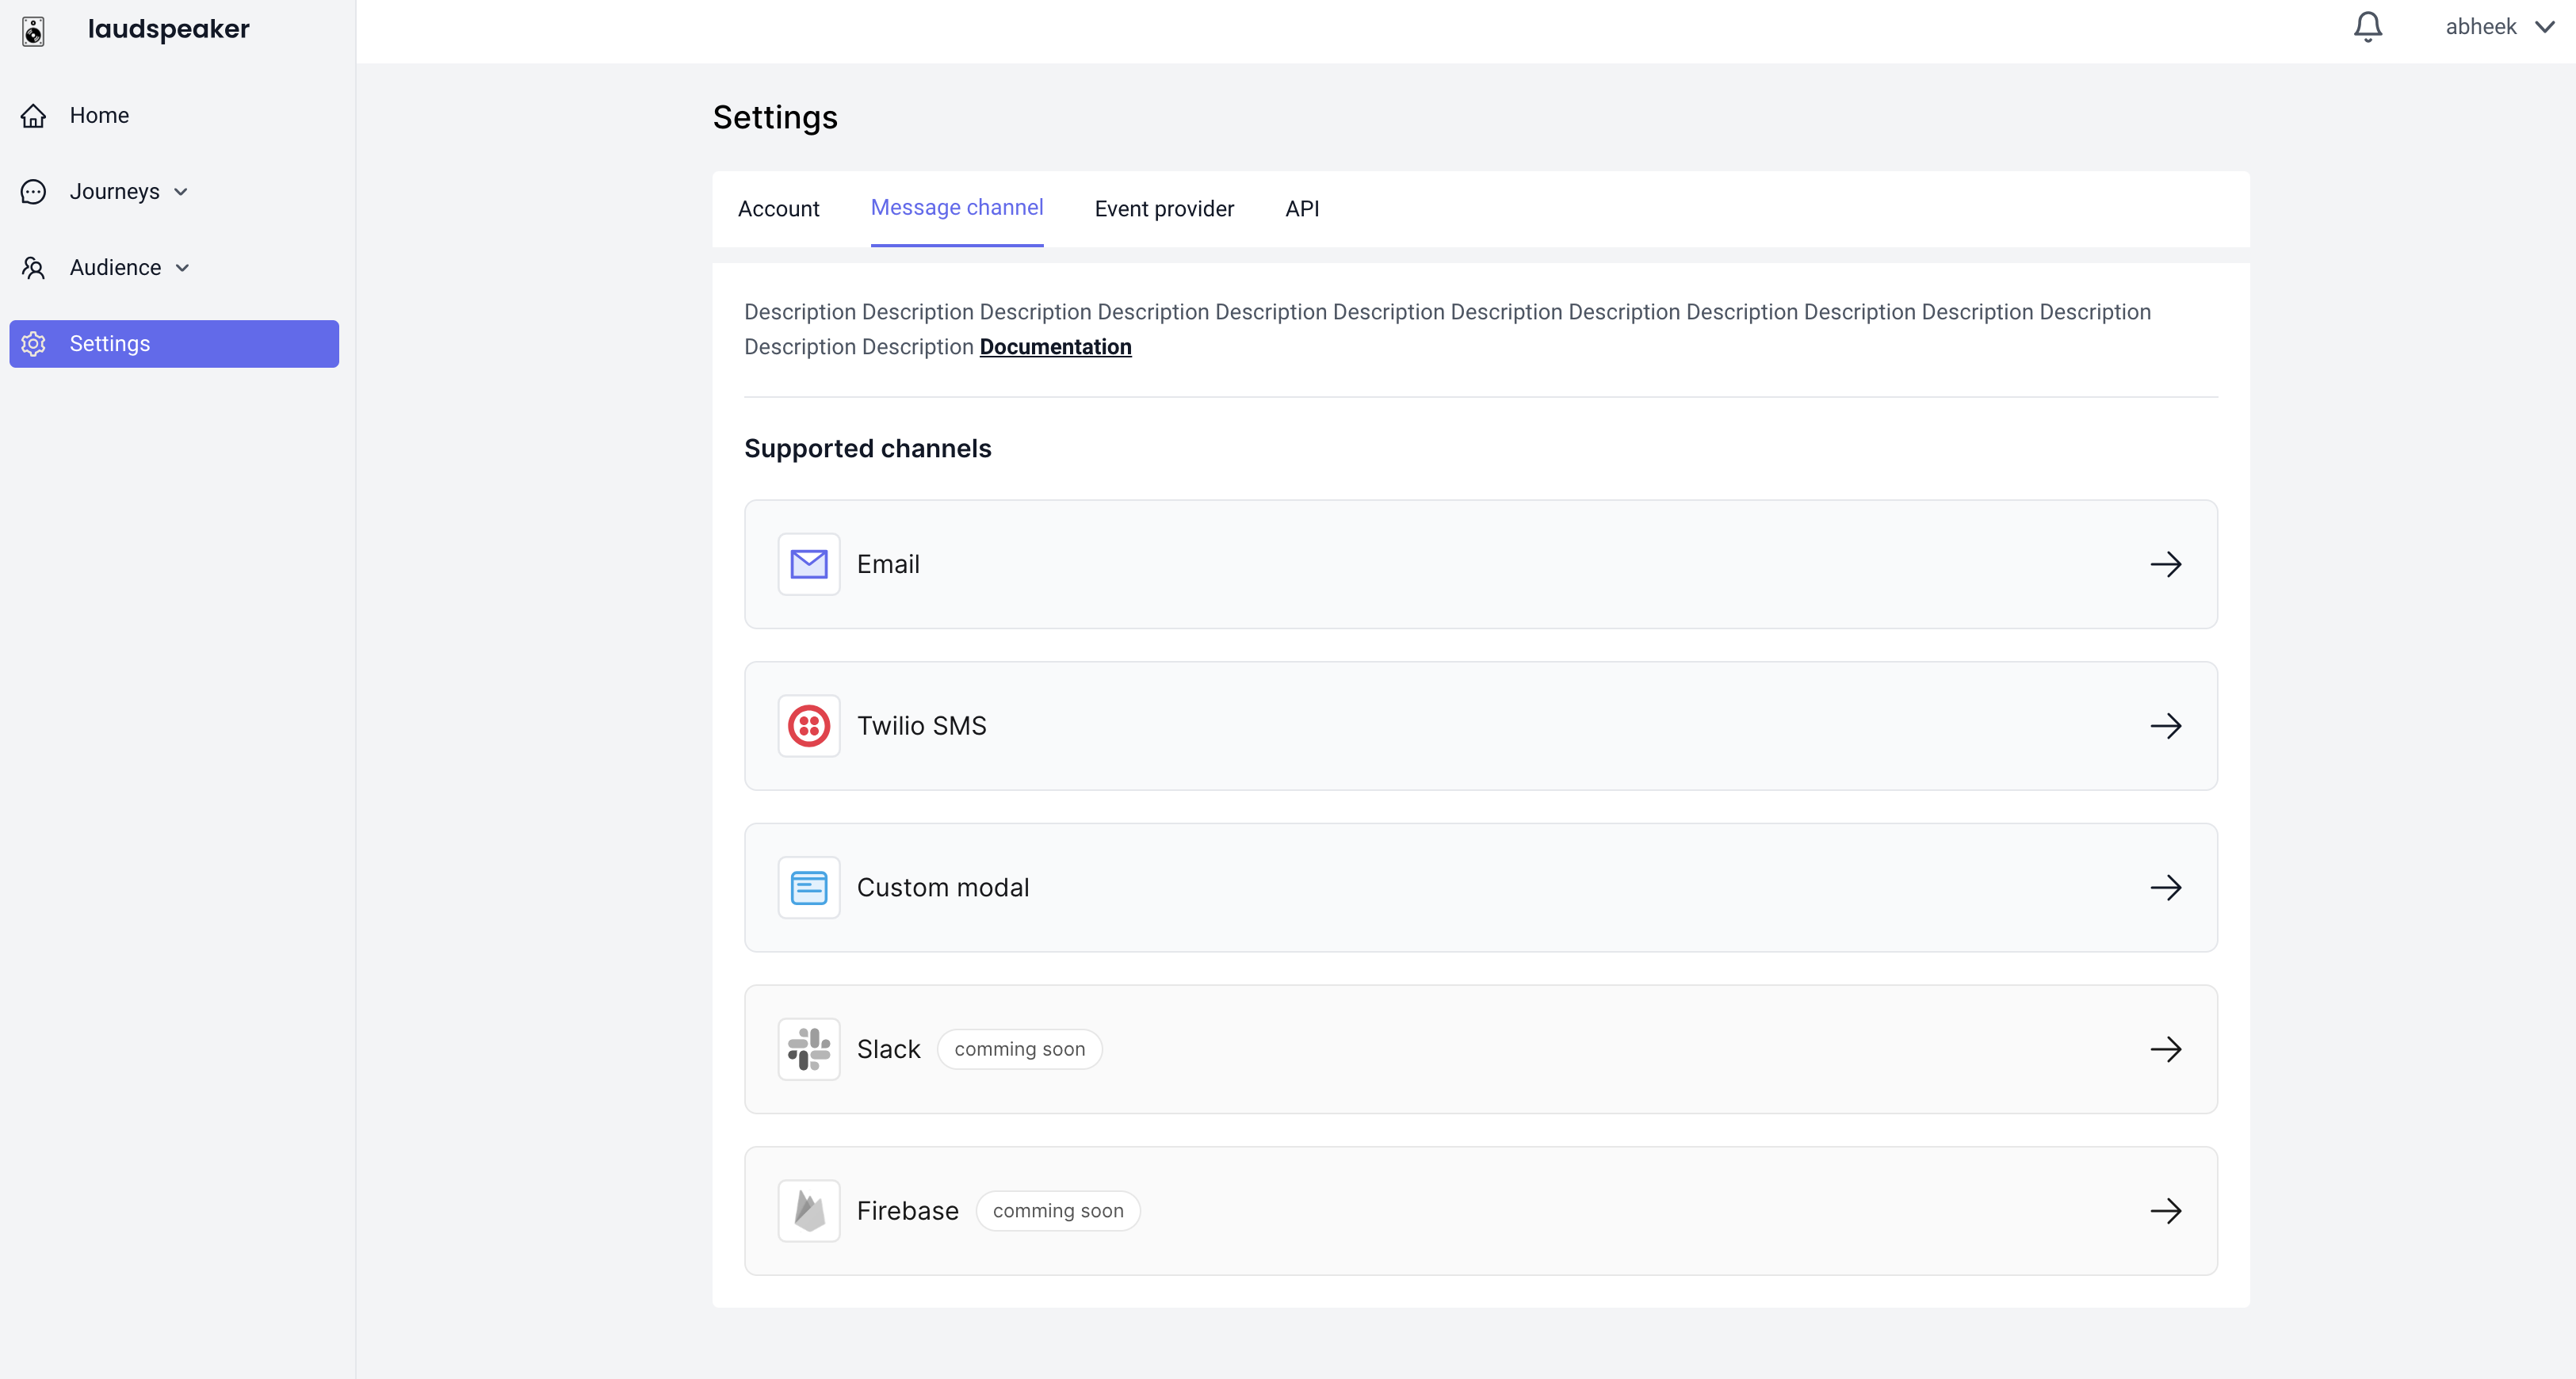 laudspeaker
abheek
Home
Journeys
Audience
Settings
Settings
Account Message channel Event provider API
Description Description Description Description Description Description Description Description Description Description Description Description
Description Description Documentation
Supported channels
Email
Twilio SMS
Custom modal
Slack comming soon
Firebase comming soon